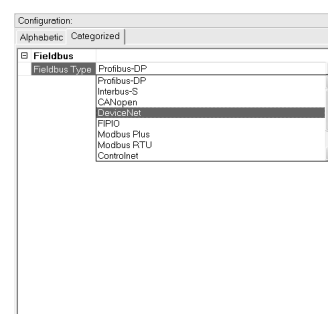 Configuration:
Alphabetic Categorized
Fieldbus
Fieldbus Type Profibus-DP
Profibus-DP
Interbus-S
CANopen
DeviceNet
FIPIO
Modbus Plus
Modbus RTU
Controlnet